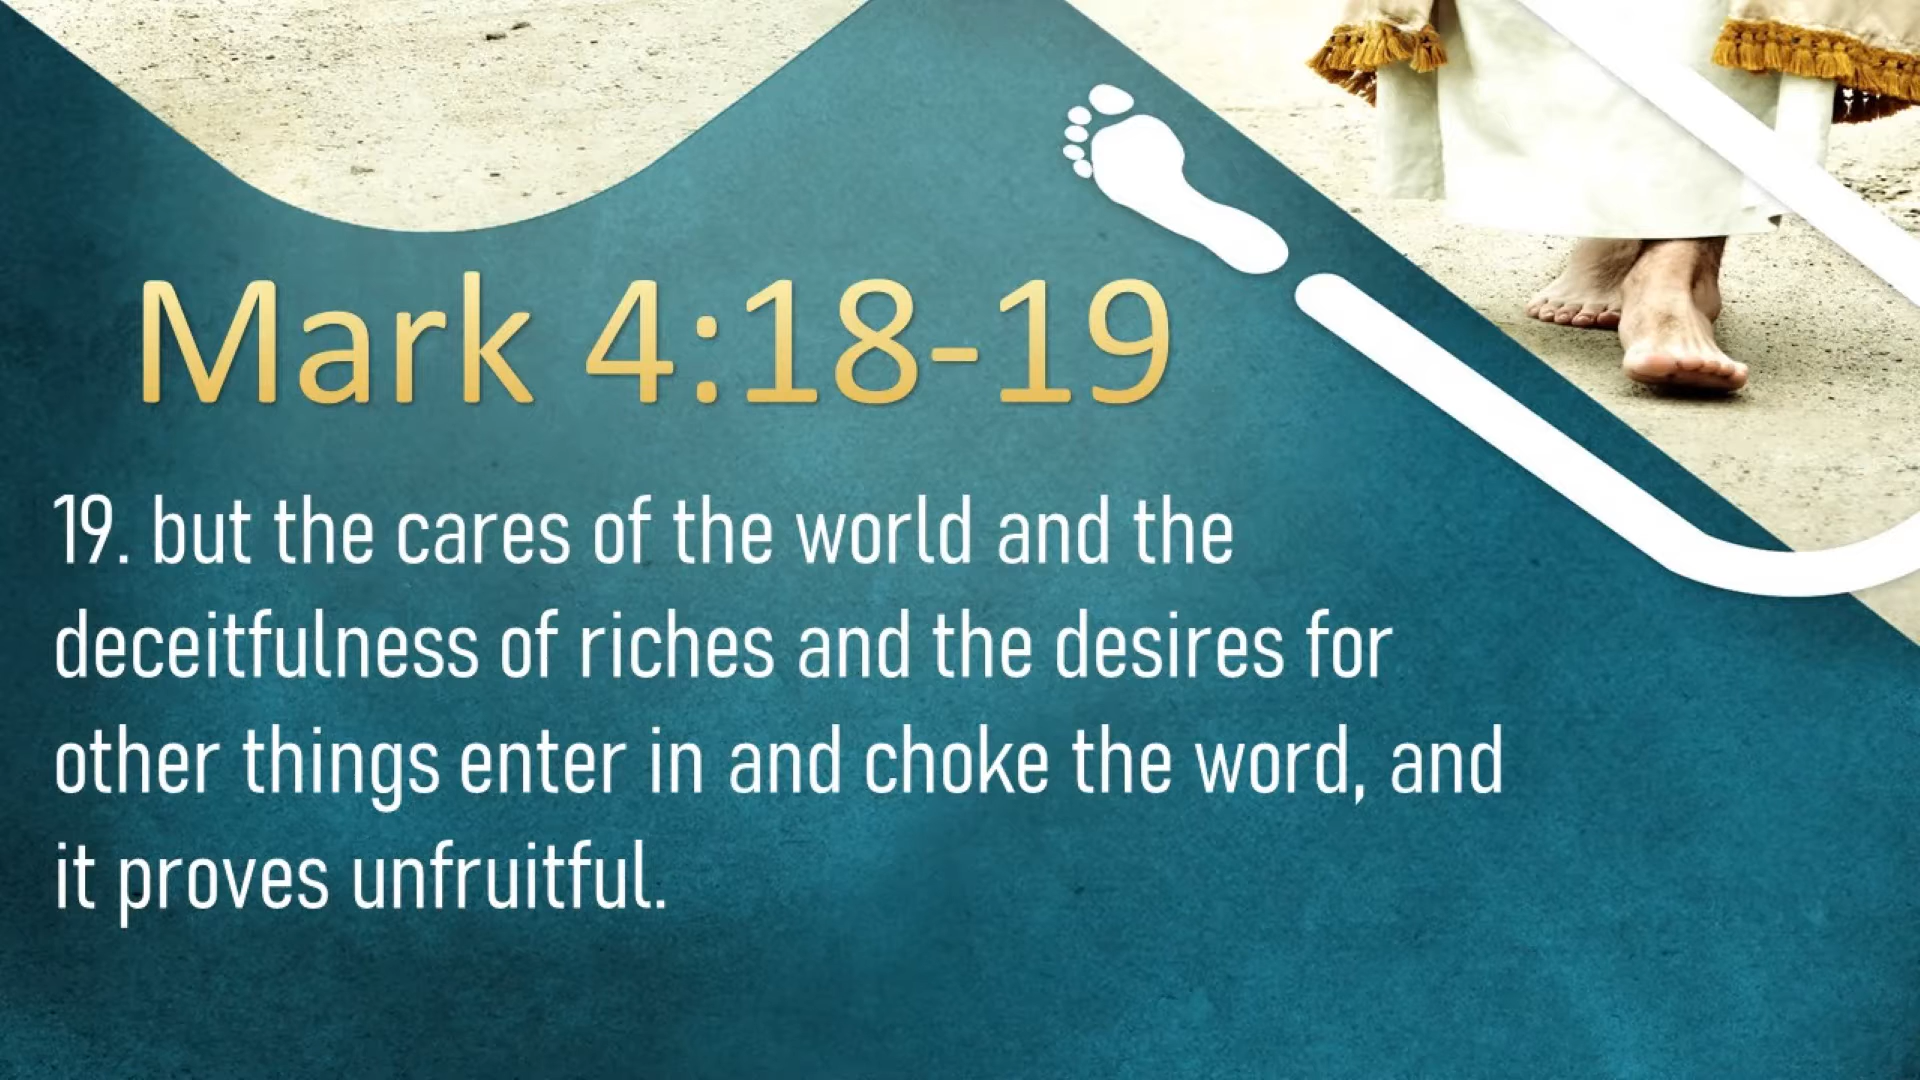 Mark 4:18-19
19. but the cares of the world and the
deceitfulness of riches and the desires for
other things enter in and choke the word, and
it proves unfruitful.